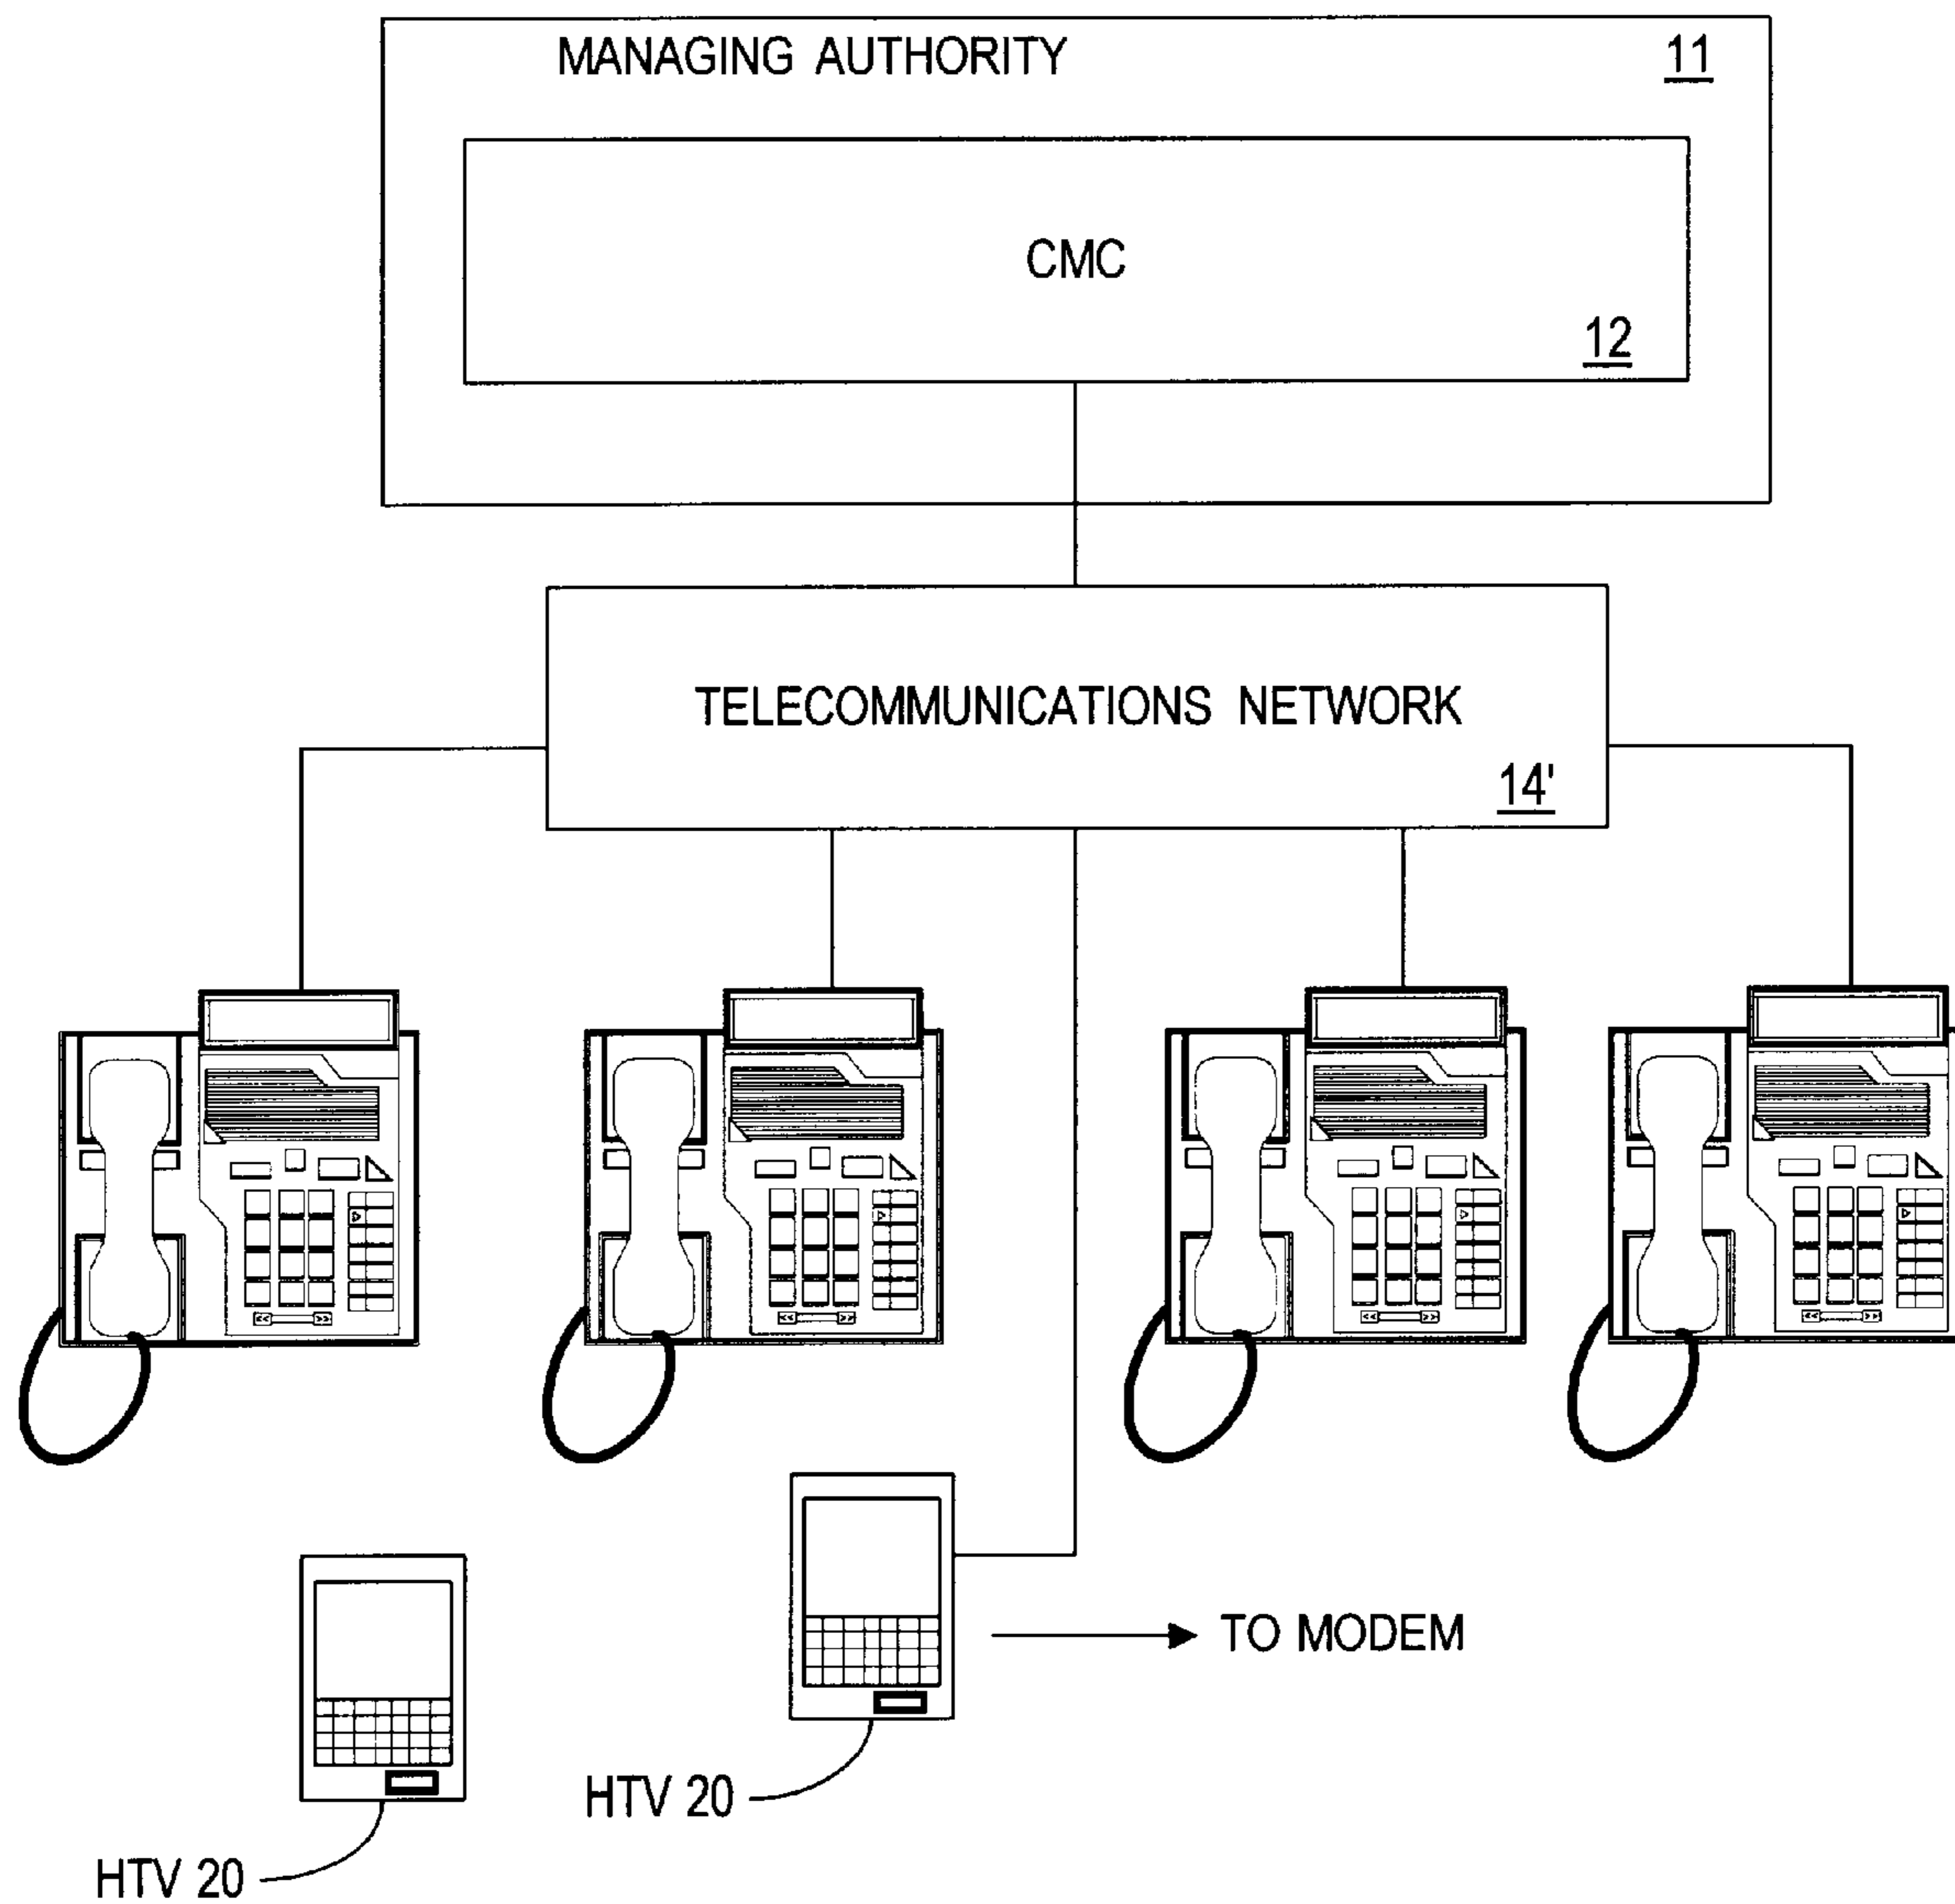 MANAGING AUTHORITY 11
CMC
12
TELECOMMUNICATIONS NETWORK
14'
TO MODEM
HTV 20
HTV 20